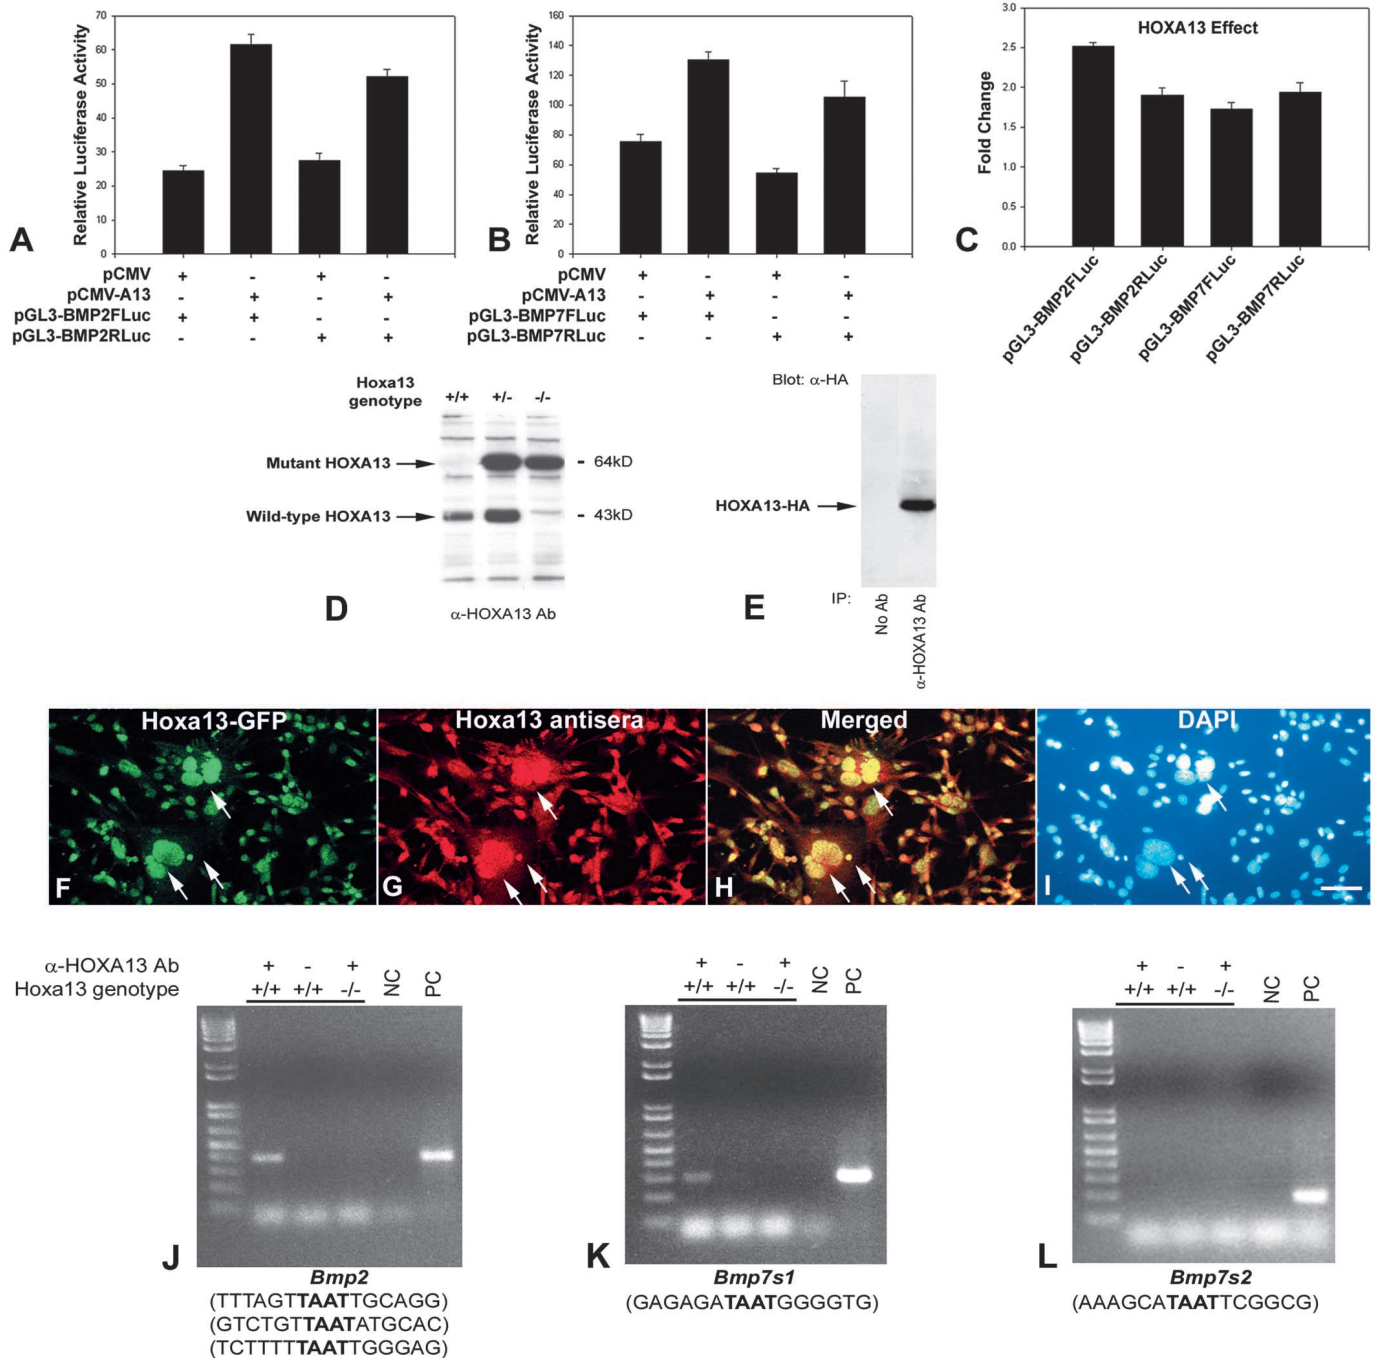 70
60
50
40
30
20
10
0
Relative Luciferase Activity
A
pCMV + - + -
pCMV-A13 - + - +
pGL3-BMP2FLuc + + - -
pGL3-BMP2RLuc - - + +
160
140
120
100
80
60
40
20
0
Relative Luciferase Activity
B
pCMV + - + -
pCMV-A13 - + - +
pGL3-BMP7FLuc + + - -
pGL3-BMP7RLuc - - + +
HOXA13 Effect
3.0
2.5
2.0
1.5
1.0
0.5
0.0
Fold Change
C
pGL3-BMP2FLuc
pGL3-BMP2RLuc
pGL3-BMP7FLuc
pGL3-BMP7RLuc
Hoxa13
genotype +/+ +/- -/-
Mutant HOXA13 - 64kD
Wild-type HOXA13 - 43kD
D
α-HOXA13 Ab
Blot: α-HA
HOXA13-HA
E
IP: No Ab α-HOXA13 Ab
Hoxa13-GFP
F
Hoxa13 antisera
G
Merged
H
DAPI
I
α-HOXA13 Ab + - +
Hoxa13 genotype +/+ +/+ -/- NC PC
J
Bmp2
(TTTAGTTAATTGCAGG)
(GTCTGTTAATATGCAC)
(TCTTTTTAATTGGGAG)
+ - +
+/+ +/+ -/- NC PC
K
Bmp7s1
(GAGAGATAATGGGGTG)
+ - +
+/+ +/+ -/- NC PC
L
Bmp7s2
(AAAGCATAATTCGGCG)